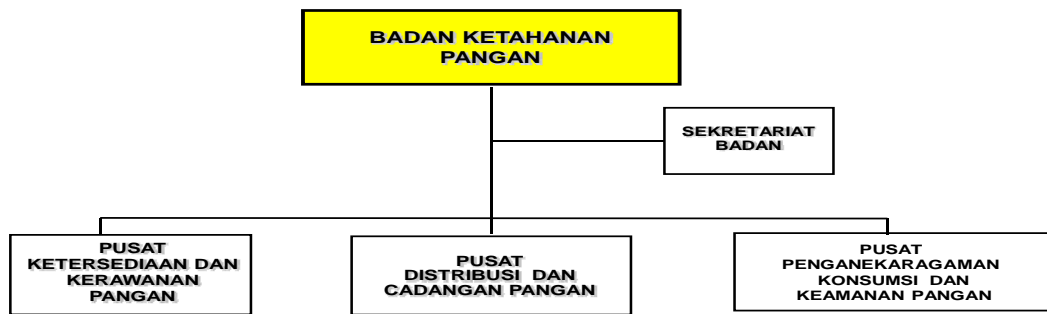 BADAN KETAHANAN
PANGAN
SEKRETARIAT
BADAN
PUSAT
KETERSEDIAAN DAN
KERAWANAN
PANGAN
PUSAT
DISTRIBUSI DAN
CADANGAN PANGAN
PUSAT
PENGANEKARAGAMAN
KONSUMSI DAN
KEAMANAN PANGAN